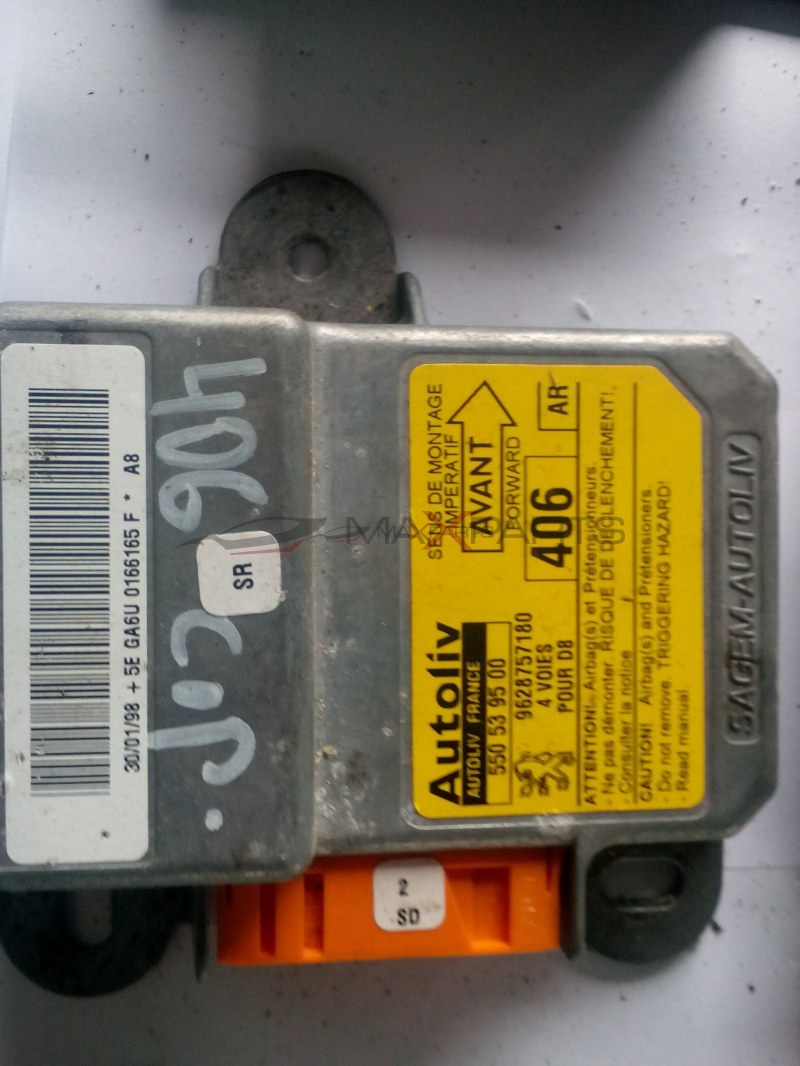 30/01/98 + 5E GA6U 0166165 F * A8
406
SR
Autoliv
AUTOLIV FRANCE
550 53 95 00
9628757180
4 VOIES
POUR D8
SENS DE MONTAGE
IMPERATIF
AVANT
FORWARD
406
AR
ATTENTION!. Airbag(s) et Prétensionneurs.
- Ne pas démonter. RISQUE DE DECLENCHEMENT!.
- Consulter la notice
CAUTION! Airbag(s) and Prétensioners.
- Do not remove TRIGGERING HAZARD!
- Read manual.
SAGEM-AUTOLIV
2
SD
MAXXPARTS